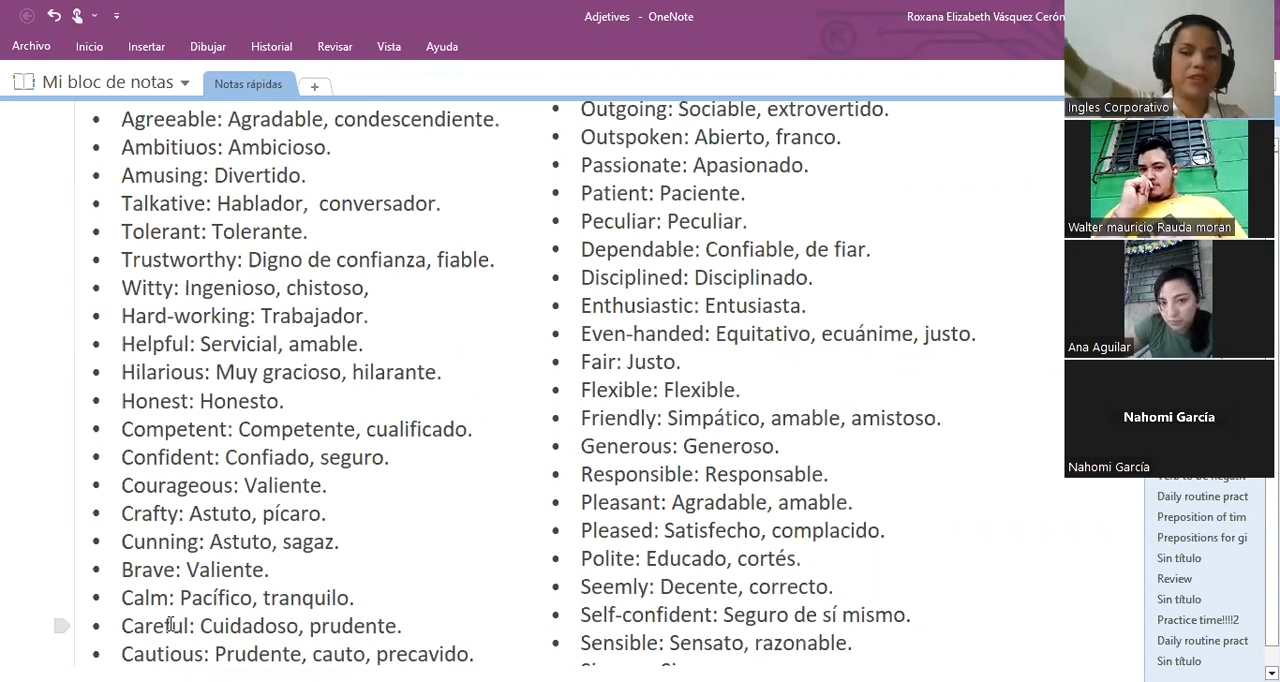 Adjetives - OneNote
Roxana Elizabeth Vásquez Cerón
Archivo Inicio Insertar Dibujar Historial Revisar Vista Ayuda
Mi bloc de notas
Notas rápidas
+
• Agreeable: Agradable, condescendiente.
• Ambitiuos: Ambicioso.
• Amusing: Divertido.
• Talkative: Hablador, conversador.
• Tolerant: Tolerante.
• Trustworthy: Digno de confianza, fiable.
• Witty: Ingenioso, chistoso,
• Hard-working: Trabajador.
• Helpful: Servicial, amable.
• Hilarious: Muy gracioso, hilarante.
• Honest: Honesto.
• Competent: Competente, cualificado.
• Confident: Confiado, seguro.
• Courageous: Valiente.
• Crafty: Astuto, pícaro.
• Cunning: Astuto, sagaz.
• Brave: Valiente.
• Calm: Pacífico, tranquilo.
• Careful: Cuidadoso, prudente.
• Cautious: Prudente, cauto, precavido.
• Outgoing: Sociable, extrovertido.
• Outspoken: Abierto, franco.
• Passionate: Apasionado.
• Patient: Paciente.
• Peculiar: Peculiar.
• Dependable: Confiable, de fiar.
• Disciplined: Disciplinado.
• Enthusiastic: Entusiasta.
• Even-handed: Equitativo, ecuánime, justo.
• Fair: Justo.
• Flexible: Flexible.
• Friendly: Simpático, amable, amistoso.
• Generous: Generoso.
• Responsible: Responsable.
• Pleasant: Agradable, amable.
• Pleased: Satisfecho, complacido.
• Polite: Educado, cortés.
• Seemly: Decente, correcto.
• Self-confident: Seguro de sí mismo.
• Sensible: Sensato, razonable.
Ingles Corporativo
Walter mauricio Rauda moran
Ana Aguilar
Nahomi García
Nahomi García
Daily routine pract
Preposition of tim
Prepositions for gi
Sin título
Review
Sin título
Practice time!!!!2
Daily routine pract
Sin título